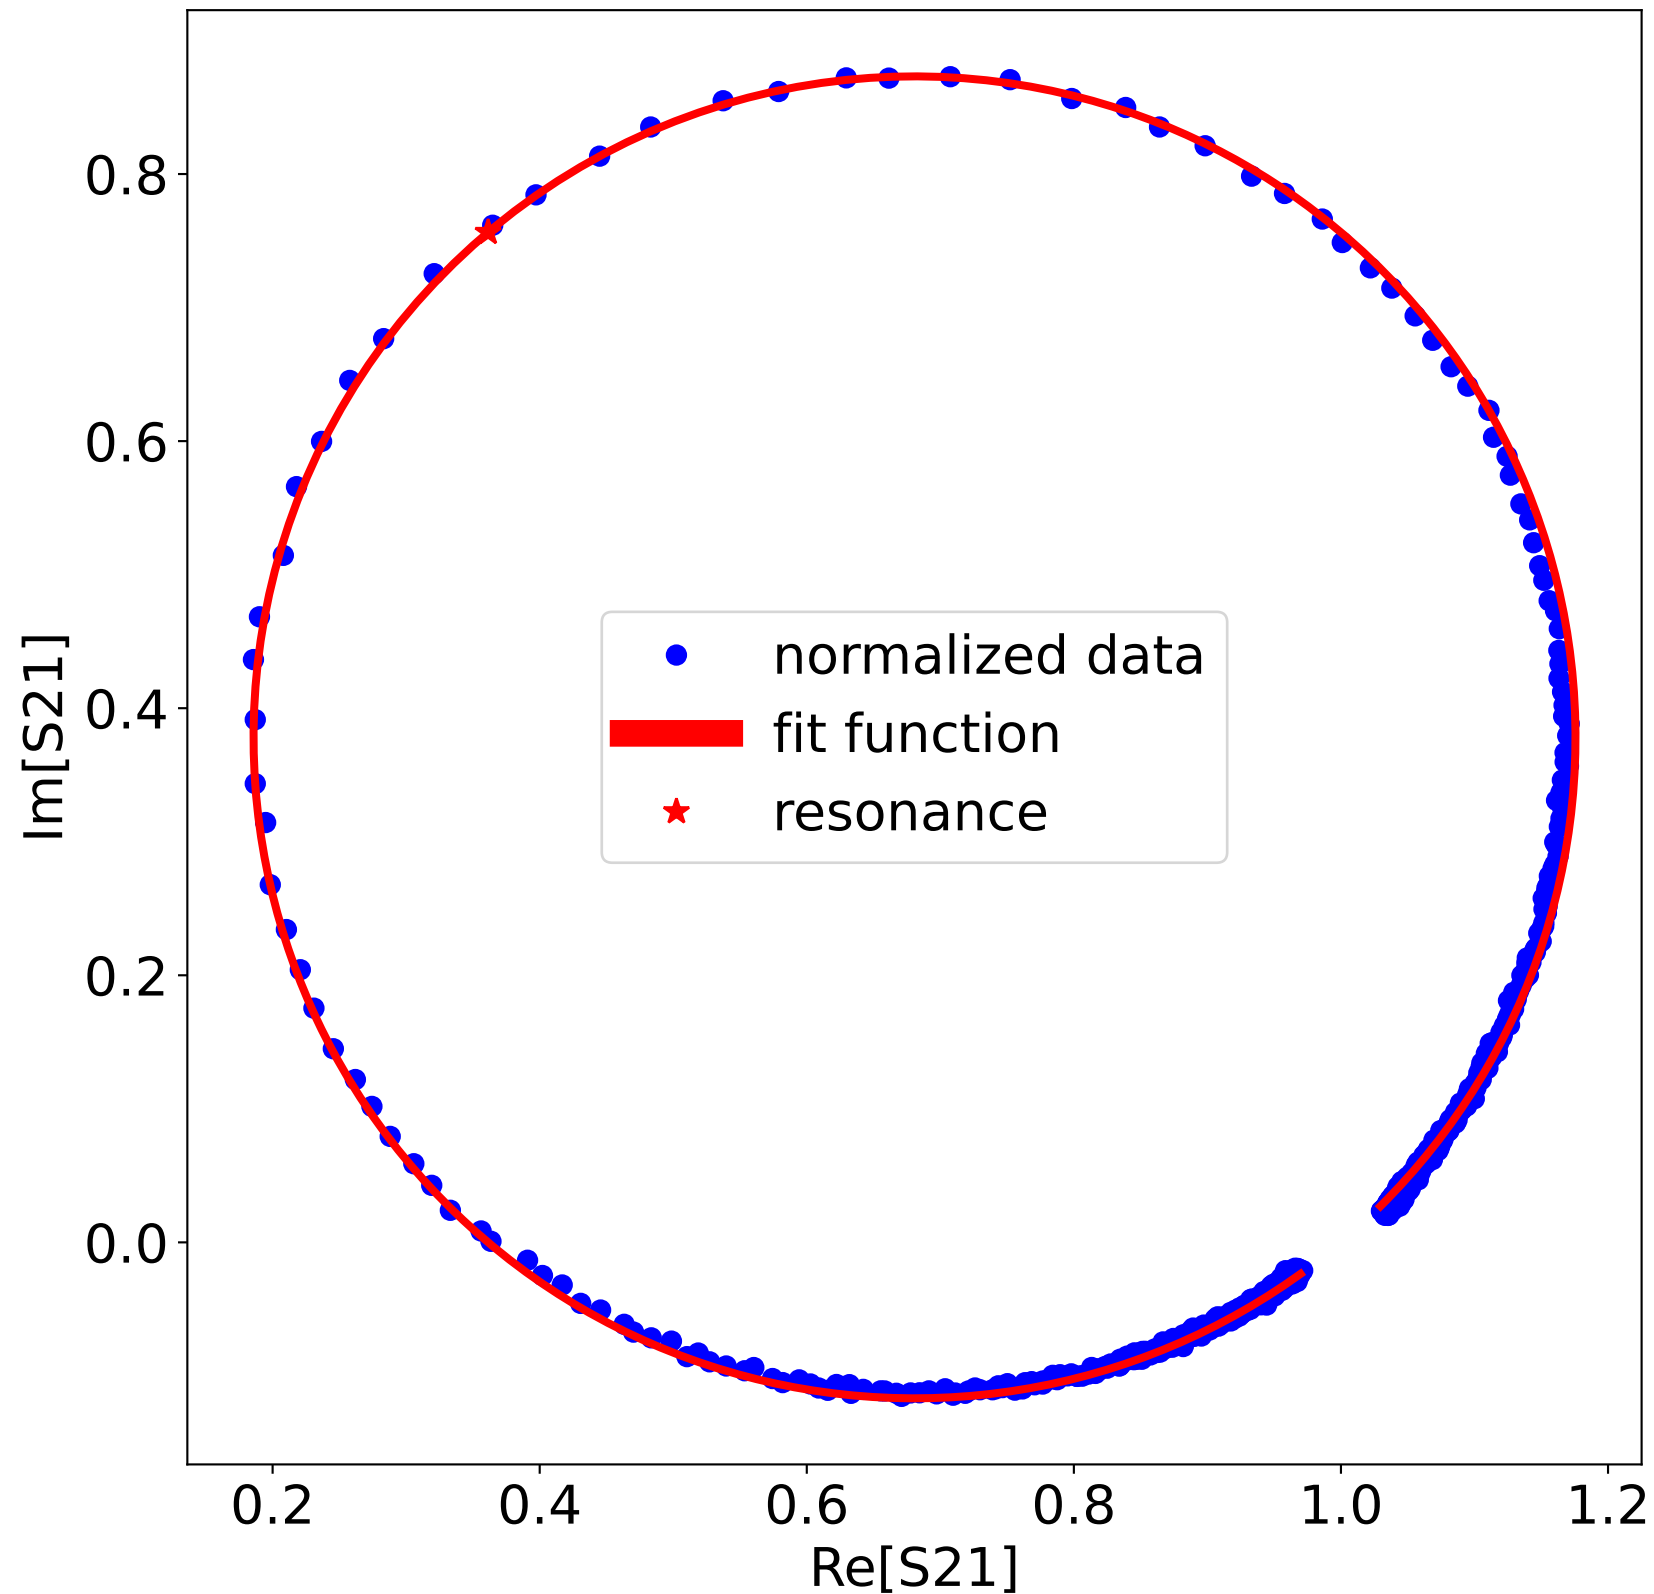 0.8
0.6
0.4
0.2
0.0
Im[S21]
normalized data
fit function
resonance
0.2 0.4 0.6 0.8 1.0 1.2
Re[S21]